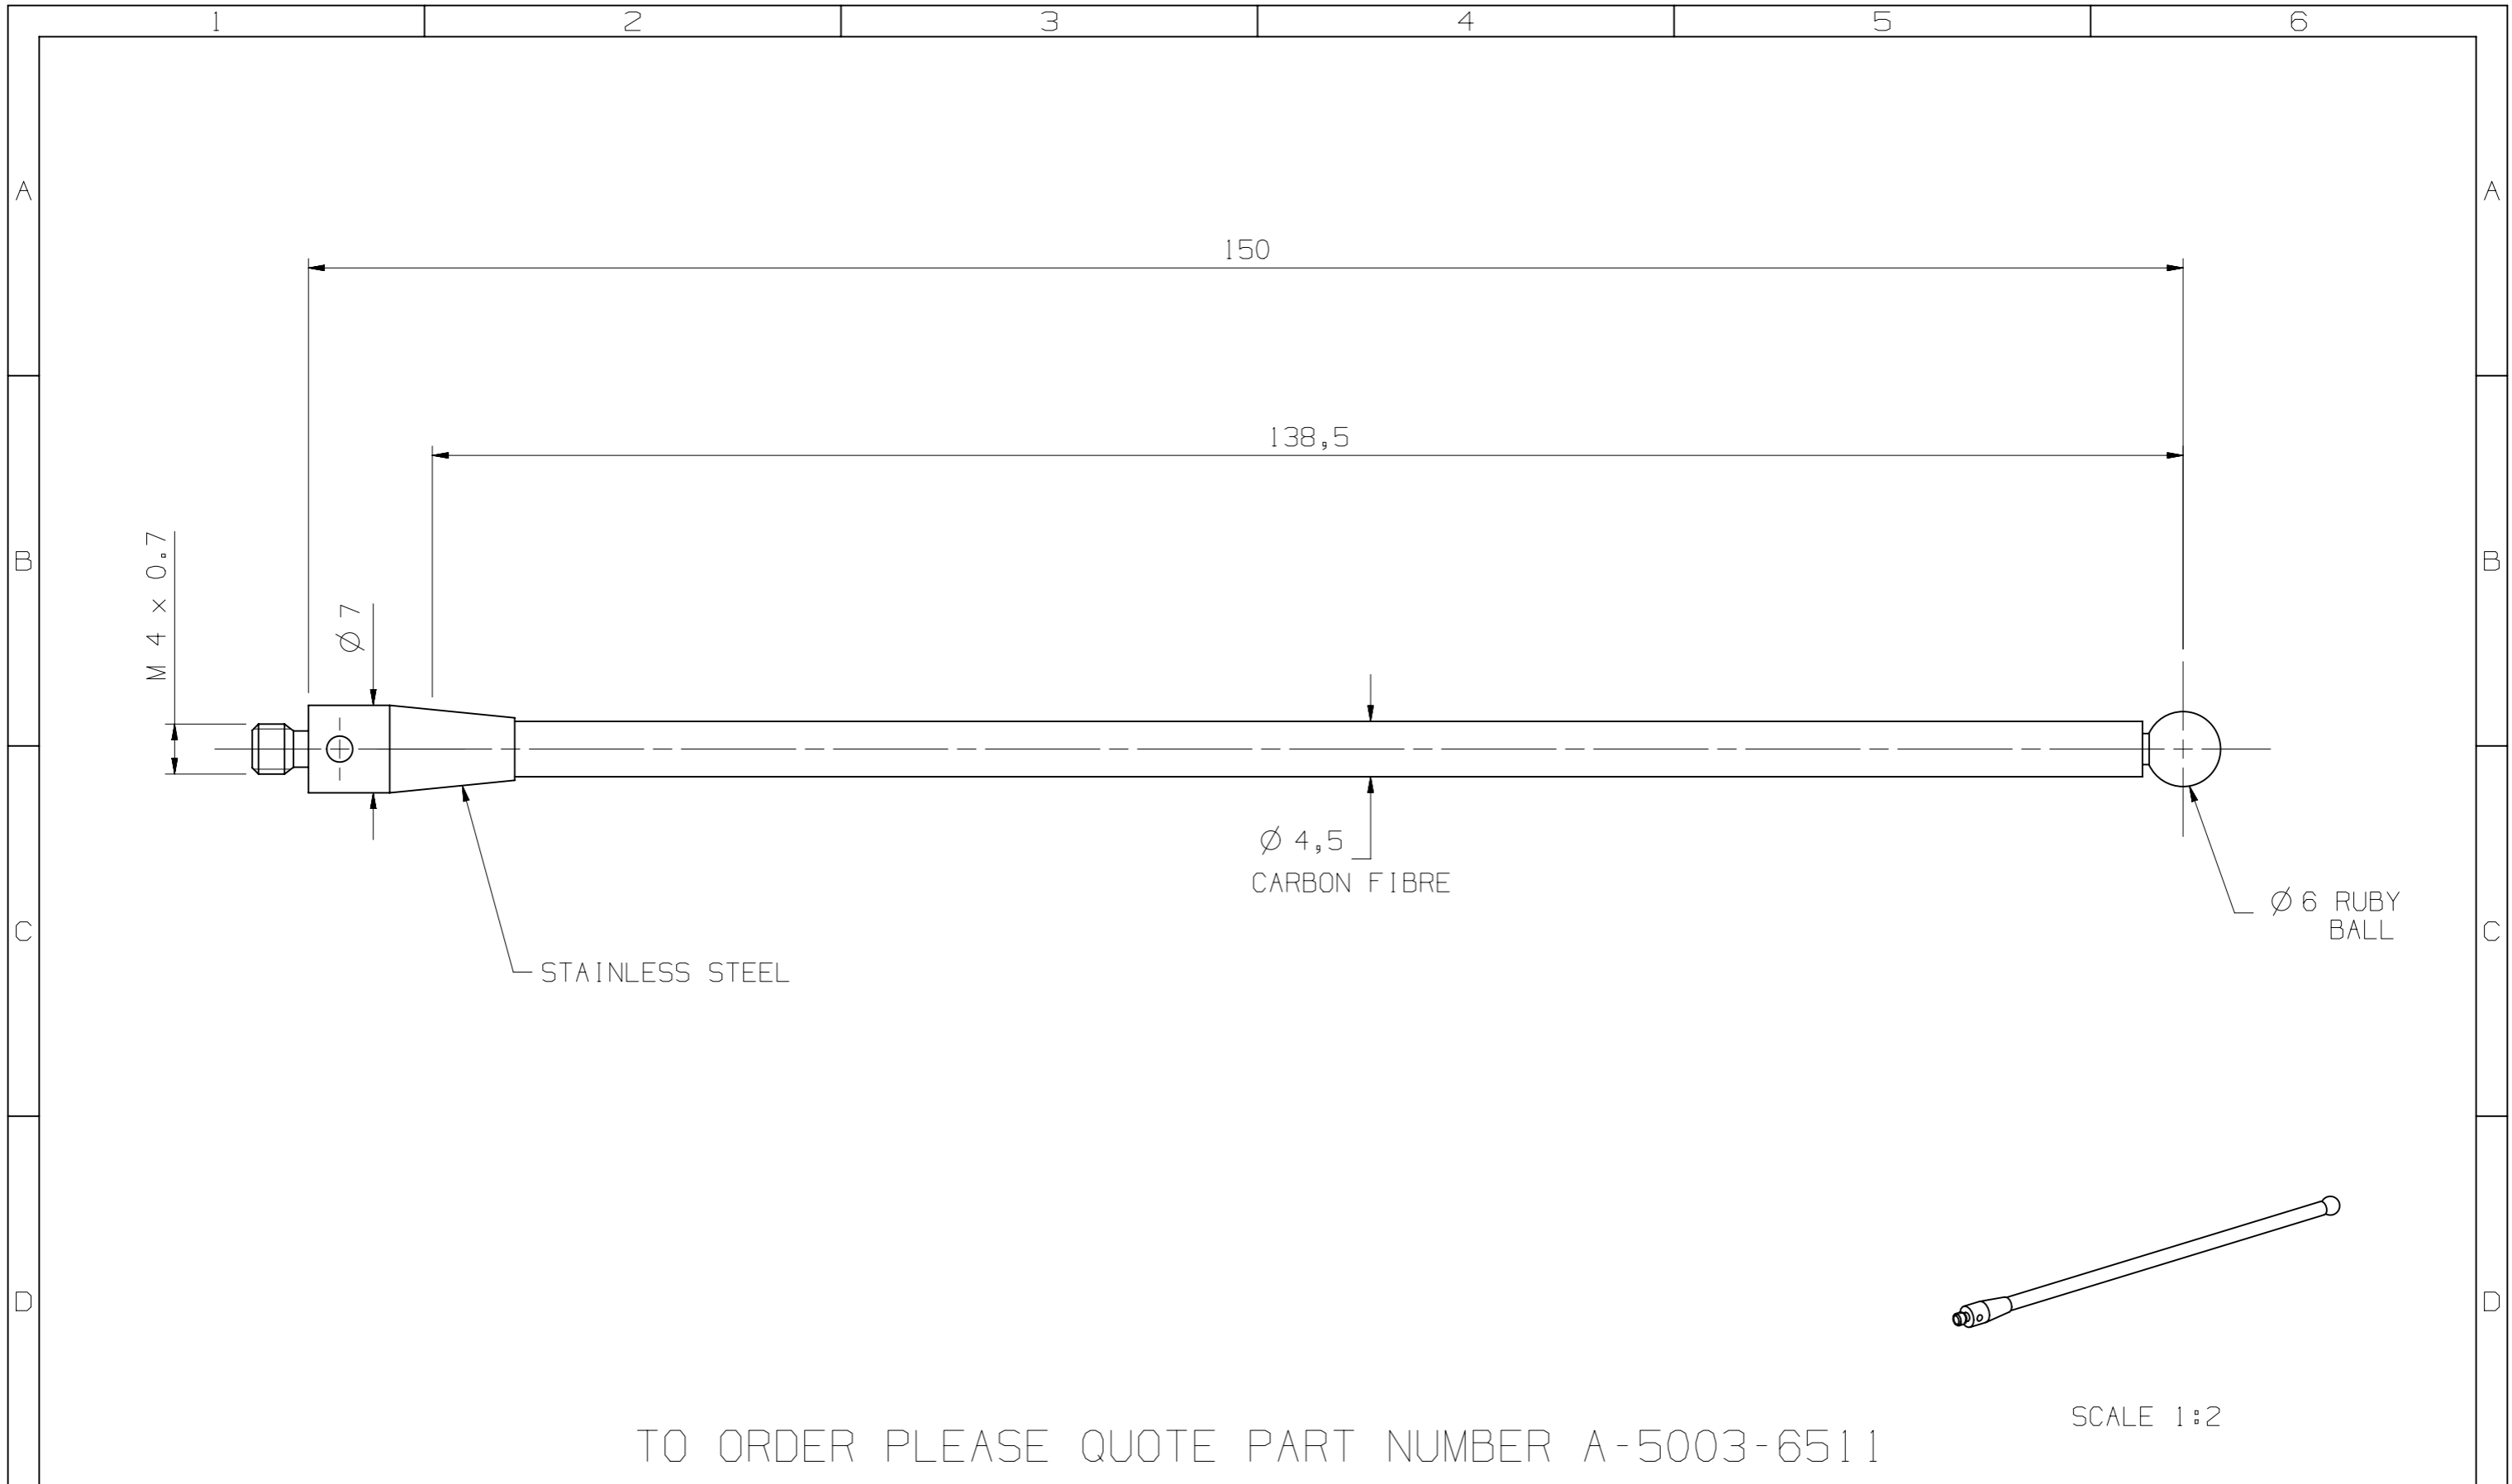 1 2 3 4 5 6
A A
150
138,5
B B
M 4 x 0.7
Ø 7
Ø 4,5
CARBON FIBRE
Ø 6 RUBY
BALL
C C
STAINLESS STEEL
D D
SCALE 1:2
TO ORDER PLEASE QUOTE PART NUMBER A-5003-6511